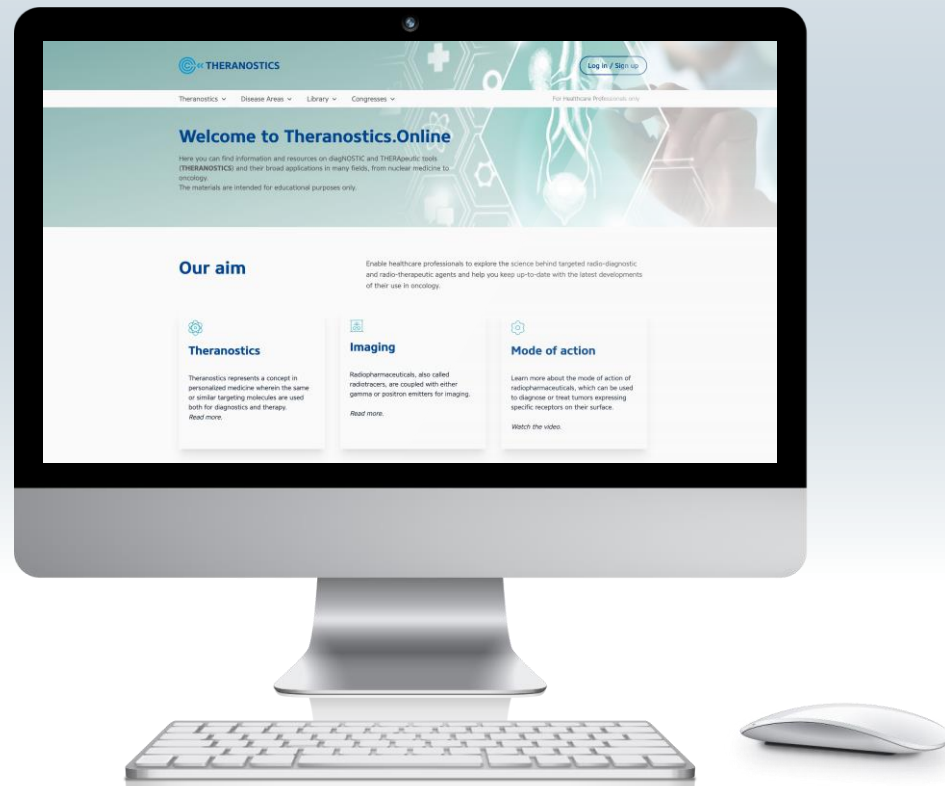 THERANOSTICS
Log in / Sign up
Theranostics
Disease Areas
Library
Congresses
For Healthcare Professionals only
Welcome to Theranostics.Online
Here you can find information and resources on diagNOSTIC and THERApeutic tools
(THERANOSTICS) and their broad applications in many fields, from nuclear medicine to
oncology.
The materials are intended for educational purposes only.
Our aim
Enable healthcare professionals to explore the science behind targeted radio-diagnostic
and radio-therapeutic agents and help you keep up-to-date with the latest developments
of their use in oncology.
Theranostics
Theranostics represents a concept in
personalized medicine wherein the same
or similar targeting molecules are used
both for diagnostics and therapy.
Read more.
Imaging
Radiopharmaceuticals, also called
radiotracers, are coupled with either
gamma or positron emitters for imaging.
Read more.
Mode of action
Learn more about the mode of action of
radiopharmaceuticals, which can be used
to diagnose or treat tumors expressing
specific receptors on their surface.
Watch the video.